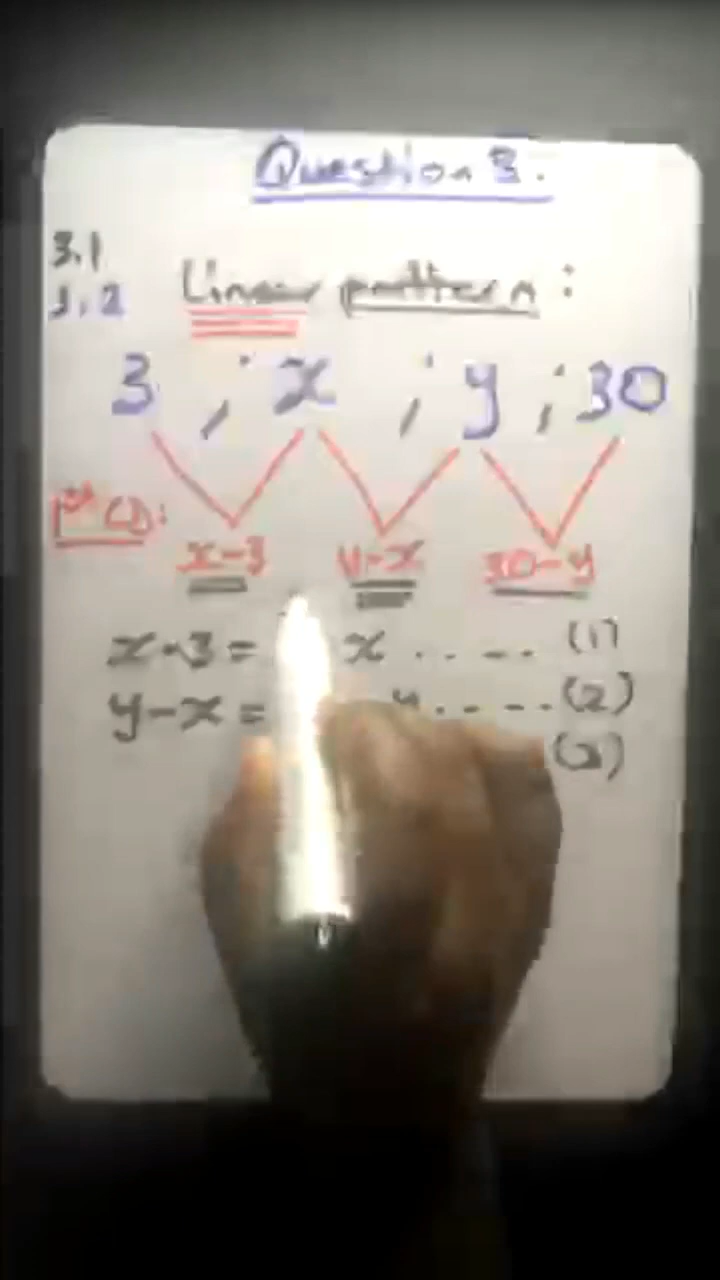 Question 3.
3.1
3.2 Linear pattern:
3 ; x ; y ; 30
1st (d):
x-3 y-x 30-y
x-3= x ..---- (1)
y-x= y.----(2)
(3)